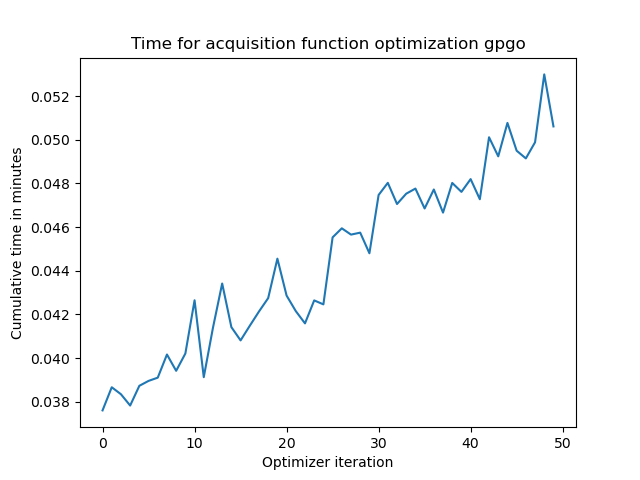 Time for acquisition function optimization gpgo
Cumulative time in minutes
0.052
0.050
0.048
0.046
0.044
0.042
0.040
0.038
0 10 20 30 40 50
Optimizer iteration